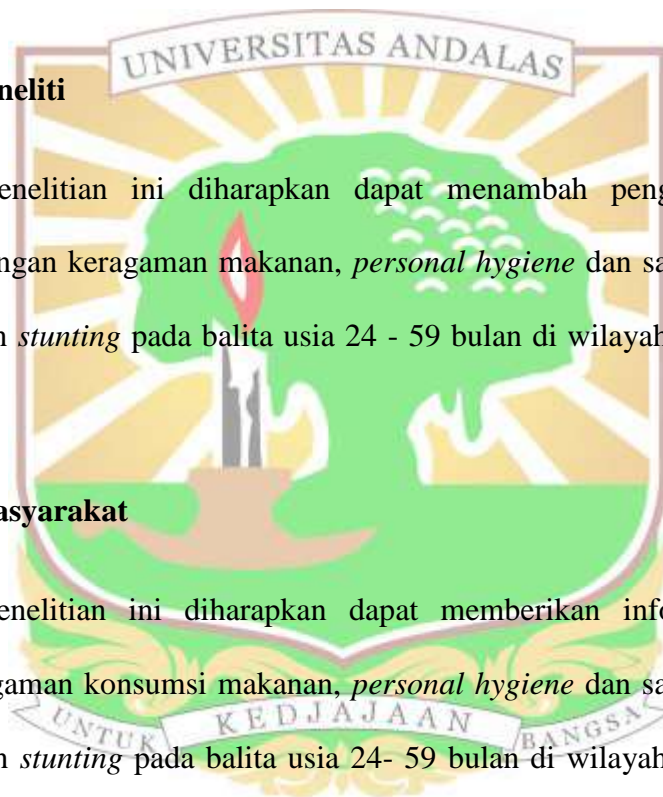 UNIVERSITAS ANDALAS
neliti
enelitian ini diharapkan dapat menambah peng
ngan keragaman makanan, personal hygiene dan sa
n stunting pada balita usia 24 - 59 bulan di wilayah
asyarakat
enelitian ini diharapkan dapat memberikan info
gaman konsumsi makanan, personal hygiene dan sa
n stunting pada balita usia 24- 59 bulan di wilayah
UNTUK KEDJAJAAN BANGSA